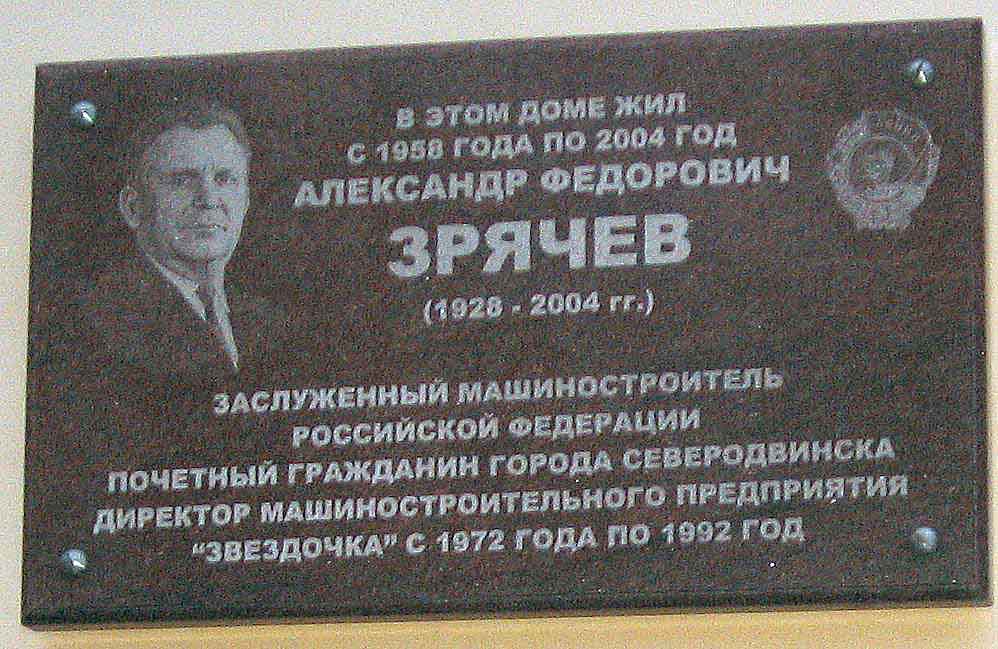 В ЭТОМ ДОМЕ ЖИЛ
С 1958 ГОДА ПО 2004 ГОД
АЛЕКСАНДР ФЕДОРОВИЧ
ЗРЯЧЕВ
(1928 - 2004 гг.)
ЗАСЛУЖЕННЫЙ МАШИНОСТРОИТЕЛЬ
РОССИЙСКОЙ ФЕДЕРАЦИИ
ПОЧЕТНЫЙ ГРАЖДАНИН ГОРОДА СЕВЕРОДВИНСКА
ДИРЕКТОР МАШИНОСТРОИТЕЛЬНОГО ПРЕДПРИЯТИЯ
“ЗВЕЗДОЧКА” С 1972 ГОДА ПО 1992 ГОД